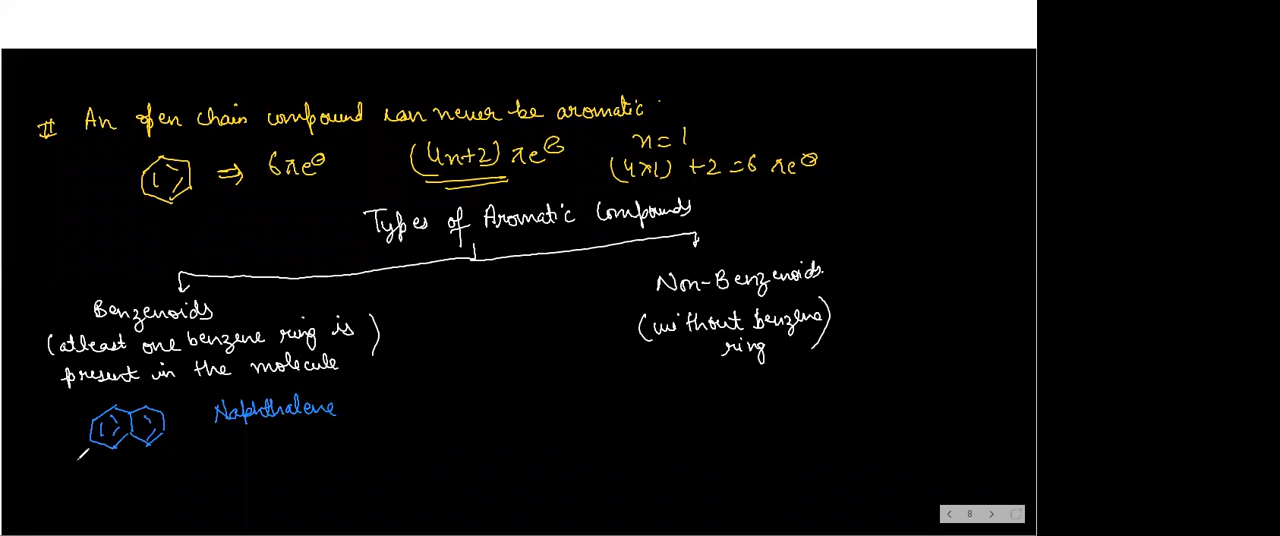 II An open chain compound can never be aromatic
⇒ 6πe⊖ (4n+2) πe⊖ n=1
(4×1) +2 =6 πe⊖
Types of Aromatic Compounds
Benzenoids
(atleast one benzene ring is
present in the molecule)
Non-Benzenoids
(without benzene
ring)
Naphthalene
8